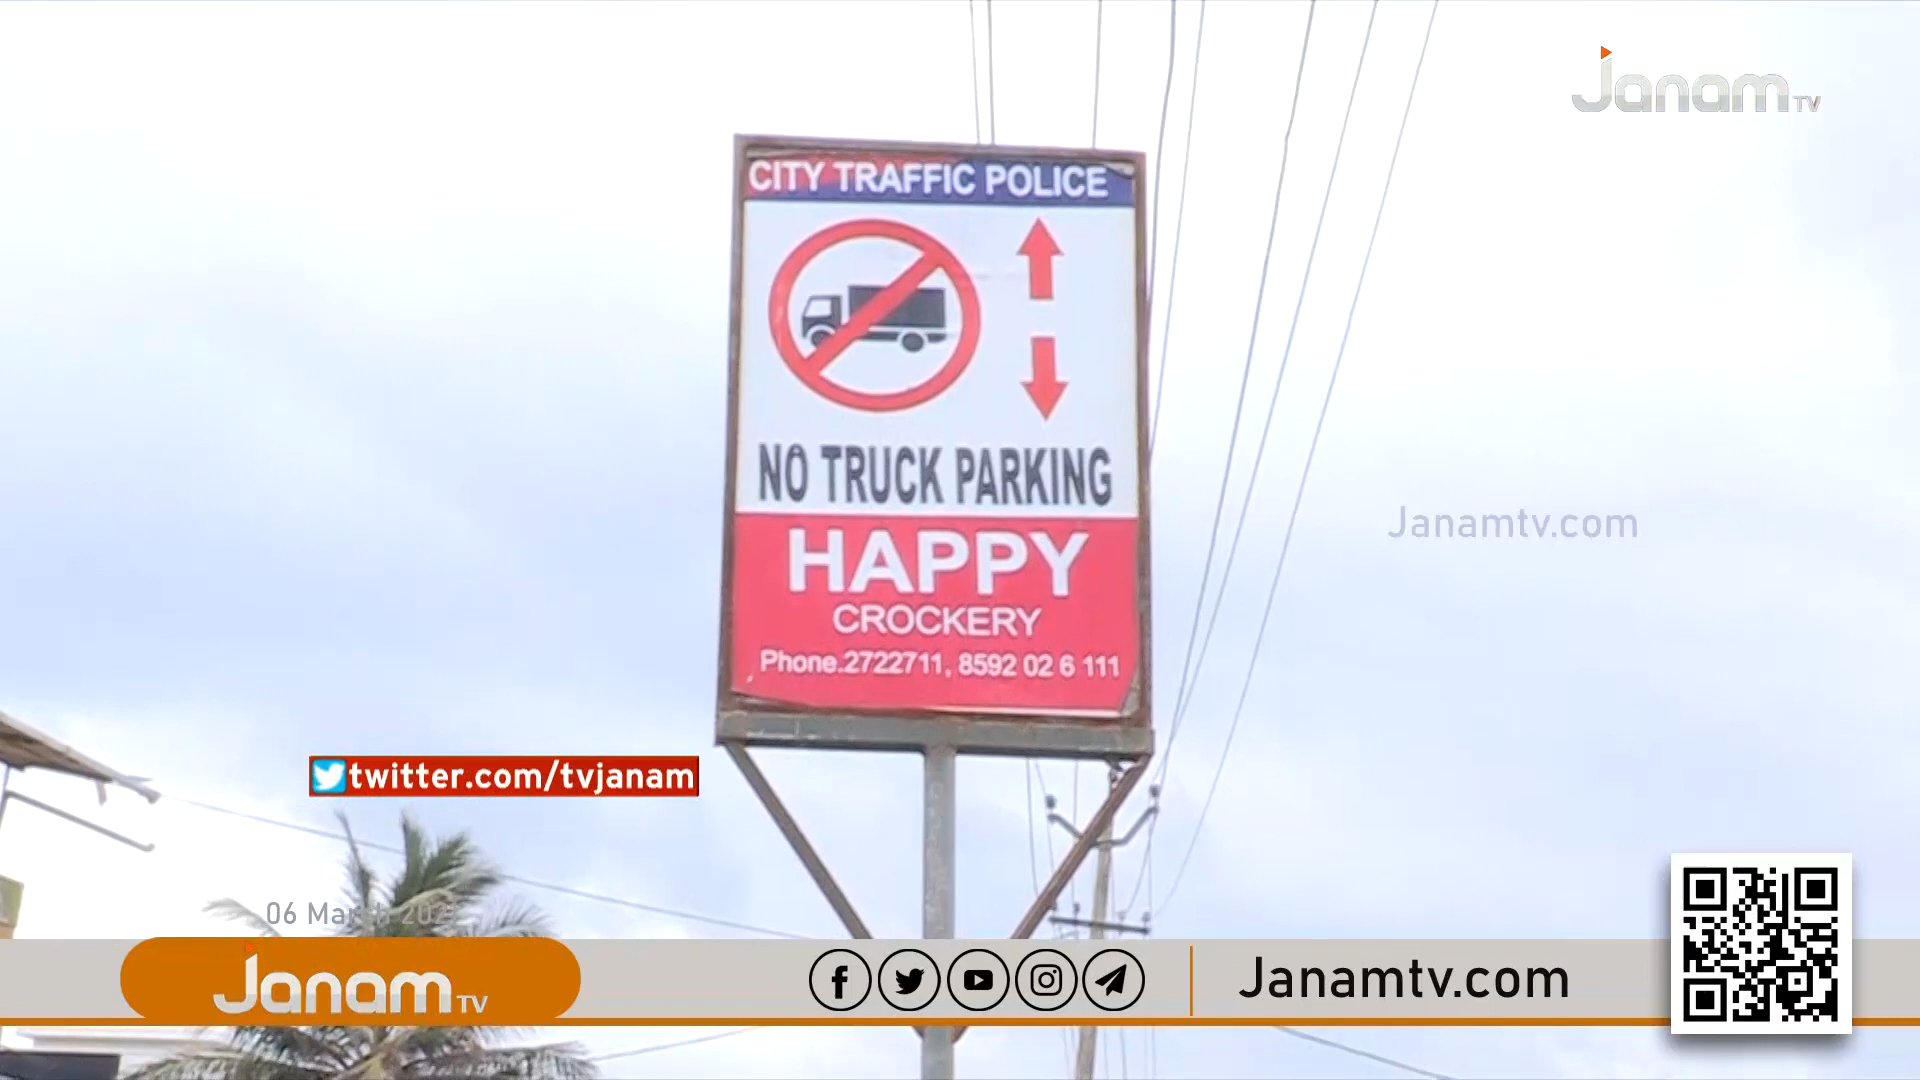 Janam TV
CITY TRAFFIC POLICE
NO TRUCK PARKING
HAPPY
CROCKERY
Phone.2722711, 8592 02 6 111
Janamtv.com
twitter.com/tvjanam
06 March
Janam TV
Janamtv.com